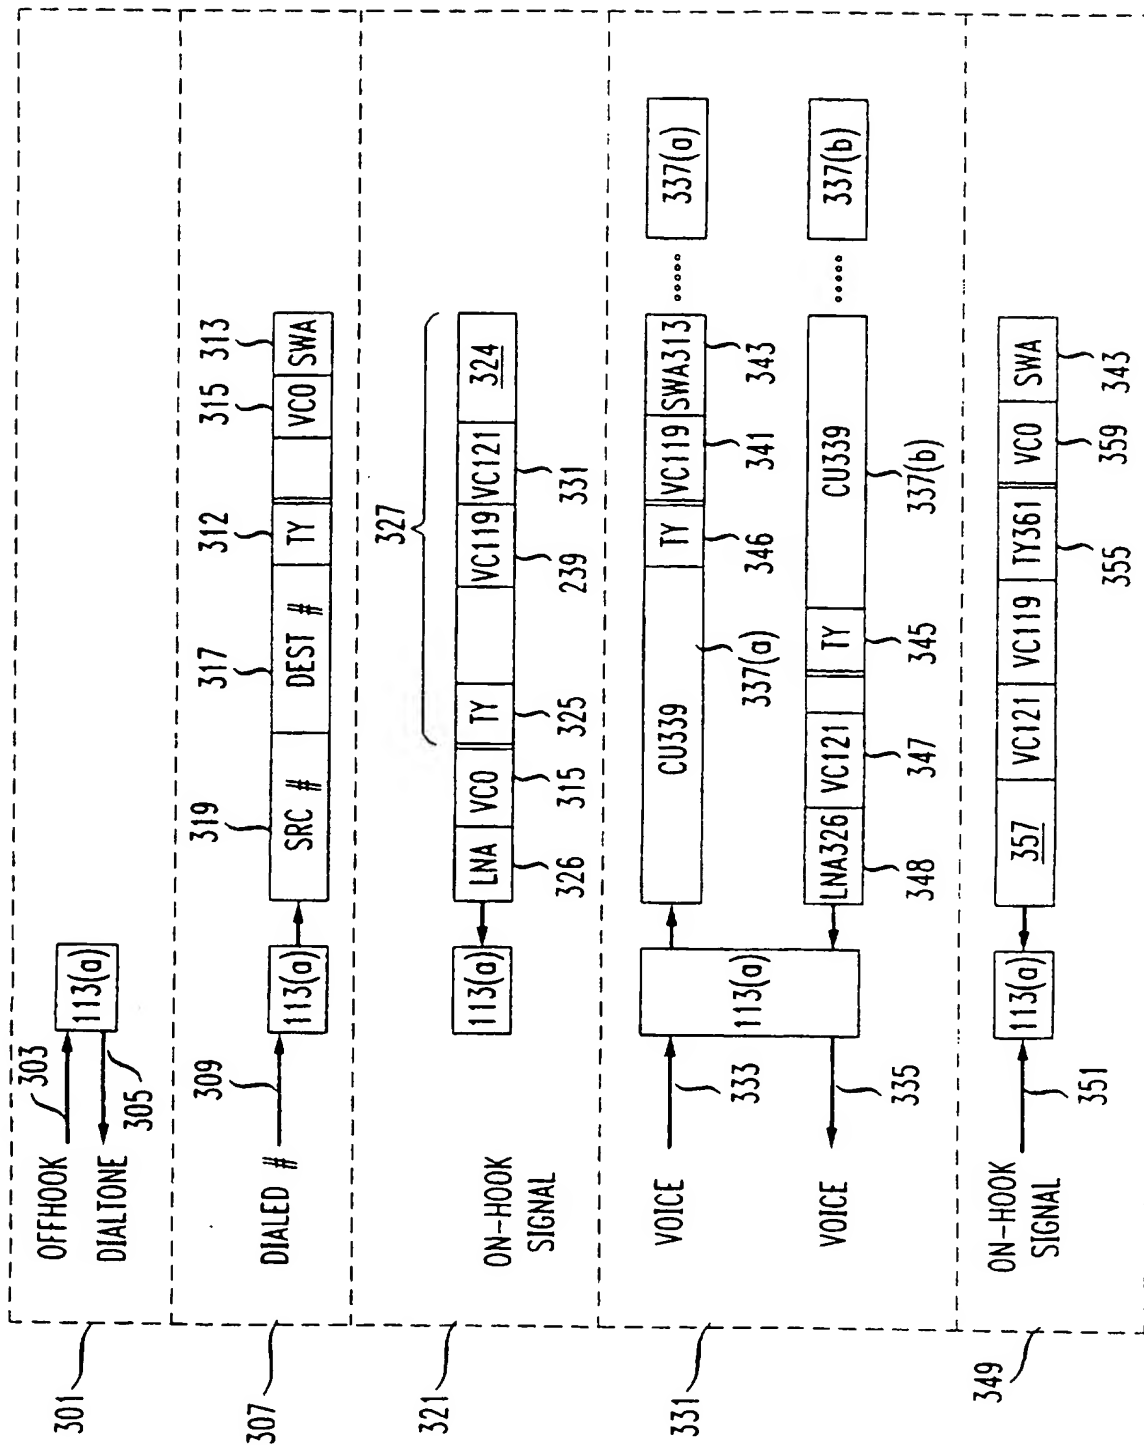 301
OFFHOOK
303
113(a)
DIALTONE
305
307
DIALED #
309
113(a)
319
317
312
315
313
SRC #
DEST #
TY
VC0
SWA
321
ON-HOOK
SIGNAL
327
113(a)
LNA
VC0
TY
VC119
VC121
324
326
315
325
239
331
331
VOICE
333
113(a)
CU339
TY
VC119
SWA313
337(a)
337(a)
346
341
343
VOICE
335
LNA326
VC121
TY
CU339
337(b)
348
347
345
337(b)
349
ON-HOOK
SIGNAL
351
113(a)
357
VC121
VC119
TY361
VC0
SWA
355
359
343